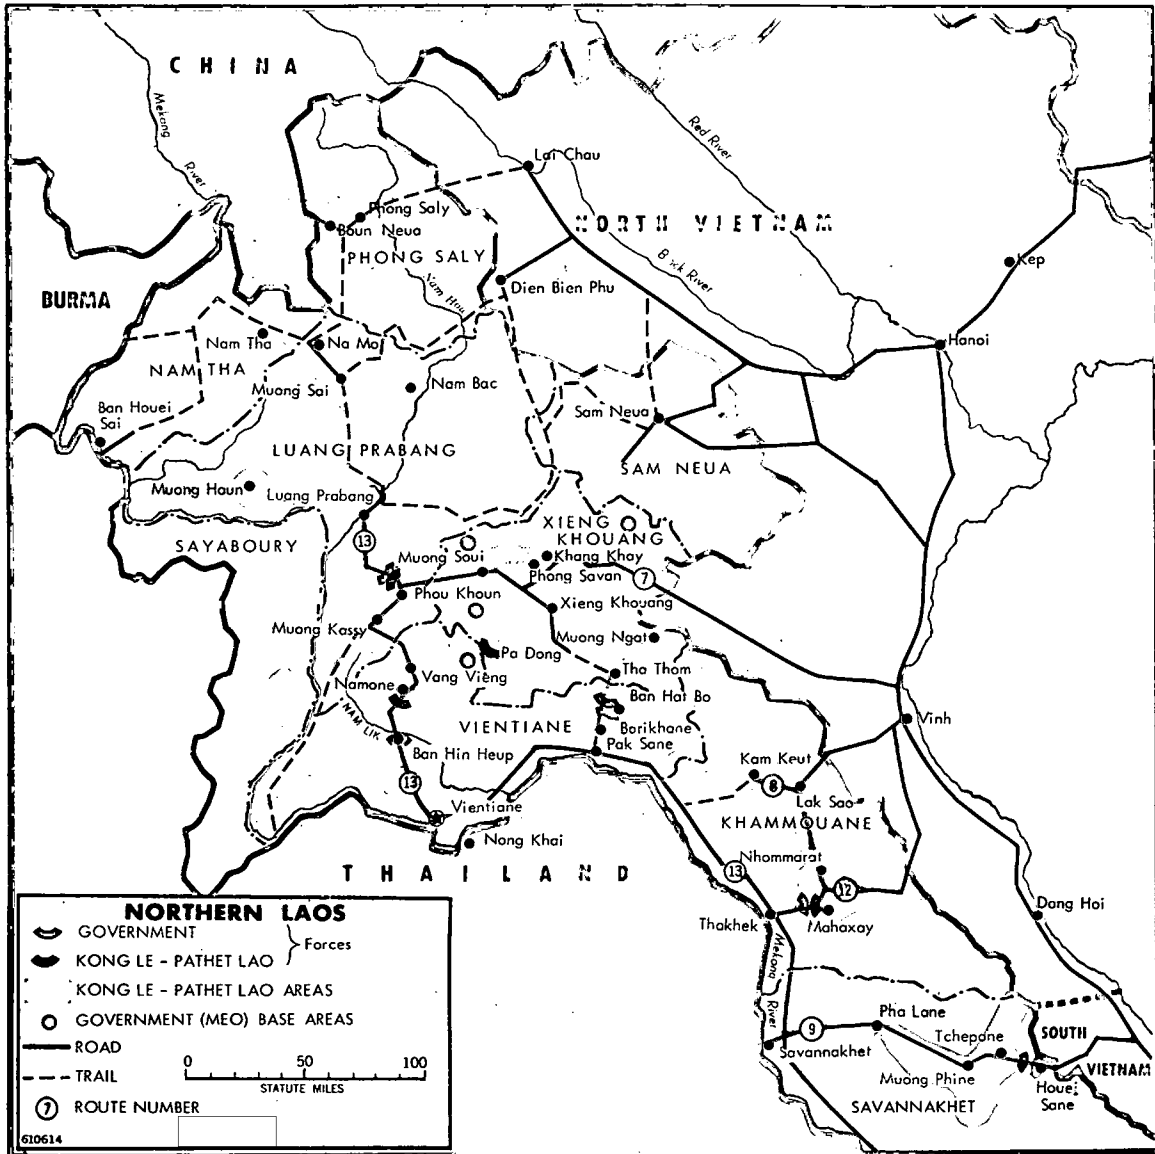 CHINA
Mekong
River
Red River
Lai Chau
Phong Saly
Boun Neua
PHONG SALY
NORTH VIETNAM
Kep
BURMA
Nam Hou
Dien Bien Phu
Hanoi
Nam Tha
Na Mo
NAM THA
Muong Sai
Nam Bac
Ban Houei
Sai
Sam Neua
LUANG PRABANG
SAM NEUA
Muong Houn
Luang Prabang
SAYABOURY
XIENG
KHOUANG
13
Muong Soui
Khang Khay
Phong Savan
7
Phou Khoun
Xieng Khouang
Muong Kassy
Muong Ngat
Pa Dong
Vang Vieng
Tha Thom
Namone
Ban Hat Bo
NAM LIK
VIENTIANE
Borikhane
Pak Sane
Vinh
Ban Hin Heup
Kam Keut
13
8
Lak Sao
Vientiane
KHAMMOUANE
Nong Khai
THAILAND
Nhommarat
13
12
Thakhek
Mahaxay
Dong Hoi
Mekong
River
9
Pha Lane
Tchepone
SOUTH
VIETNAM
Savannakhet
Muong Phine
Houei
Sane
SAVANNAKHET
NORTHERN LAOS
GOVERNMENT
KONG LE - PATHET LAO
Forces
KONG LE - PATHET LAO AREAS
GOVERNMENT (MEO) BASE AREAS
ROAD
0 50 100
STATUTE MILES
TRAIL
7 ROUTE NUMBER
610614